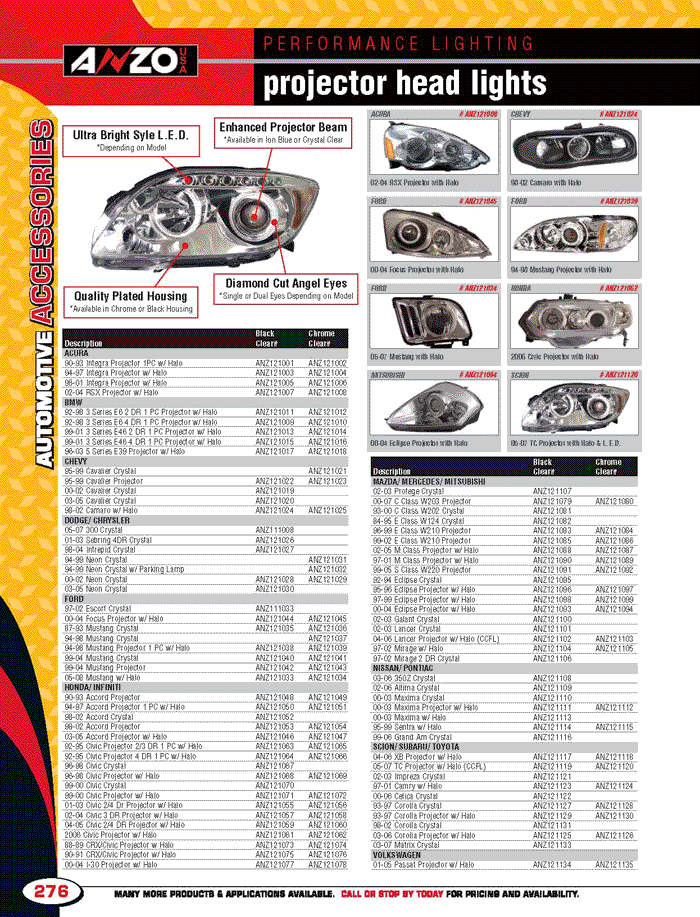 ANZO USA
PERFORMANCE LIGHTING
projector head lights
AUTOMOTIVE ACCESSORIES
Ultra Bright Syle L.E.D.
*Depending on Model
Enhanced Projector Beam
*Available in Ion Blue or Crystal Clear
Quality Plated Housing
*Available in Chrome or Black Housing
Diamond Cut Angel Eyes
*Single or Dual Eyes Depending on Model
ACURA # ANZ121008
02-04 RSX Projector with Halo
CHEVY # ANZ121024
98-02 Camaro with Halo
FORD # ANZ121045
00-04 Focus Projector with Halo
FORD # ANZ121039
94-98 Mustang Projector with Halo
FORD # ANZ121034
05-07 Mustang with Halo
HONDA # ANZ121062
2006 Civic Projector with Halo
MITSUBISHI # ANZ121094
00-04 Eclipse Projector with Halo
SCION # ANZ121120
05-07 TC Projector with Halo & L.E.D.
Description Black Clear# Chrome Clear#
ACURA
90-93 Integra Projector 1PC w/ Halo ANZ121001 ANZ121002
94-97 Integra Projector w/ Halo ANZ121003 ANZ121004
98-01 Integra Projector w/ Halo ANZ121005 ANZ121006
02-04 RSX Projector w/ Halo ANZ121007 ANZ121008
BMW
92-98 3 Series E6 2 DR 1 PC Projector w/ Halo ANZ121011 ANZ121012
92-98 3 Series E6 4 DR 1 PC Projector w/ Halo ANZ121009 ANZ121010
99-01 3 Series E46 2 DR 1 PC Projector w/ Halo ANZ121013 ANZ121014
99-01 3 Series E46 4 DR 1 PC Projector w/ Halo ANZ121015 ANZ121016
96-03 5 Series E39 Projector w/ Halo ANZ121017 ANZ121018
CHEVY
95-99 Cavalier Crystal ANZ121021
95-99 Cavalier Projector ANZ121022 ANZ121023
00-02 Cavalier Crystal ANZ121019
03-05 Cavalier Crystal ANZ121020
98-02 Camaro w/ Halo ANZ121024 ANZ121025
DODGE/ CHRYSLER
05-07 300 Crystal ANZ111008
01-03 Sebring 4DR Crystal ANZ121026
98-04 Intrepid Crystal ANZ121027
94-99 Neon Crystal ANZ121031
94-99 Neon Crystal w/ Parking Lamp ANZ121032
00-02 Neon Crystal ANZ121028 ANZ121029
03-05 Neon Crystal ANZ121030
FORD
97-02 Escort Crystal ANZ111033
00-04 Focus Projector w/ Halo ANZ121044 ANZ121045
87-93 Mustang Crystal ANZ121035 ANZ121036
94-98 Mustang Crystal ANZ121037
94-98 Mustang Projector 1 PC w/ Halo ANZ121038 ANZ121039
99-04 Mustang Crystal ANZ121040 ANZ121041
99-04 Mustang Projector ANZ121042 ANZ121043
05-08 Mustang w/ Halo ANZ121033 ANZ121034
HONDA/ INFINITI
90-93 Accord Projector ANZ121048 ANZ121049
94-97 Accord Projector 1 PC w/ Halo ANZ121050 ANZ121051
98-02 Accord Crystal ANZ121052
98-02 Accord Projector ANZ121053 ANZ121054
03-05 Accord Projector w/ Halo ANZ121046 ANZ121047
92-95 Civic Projector 2/3 DR 1 PC w/ Halo ANZ121063 ANZ121065
92-95 Civic Projector 4 DR 1 PC w/ Halo ANZ121064 ANZ121066
96-98 Civic Crystal ANZ121067
96-98 Civic Projector w/ Halo ANZ121068 ANZ121069
99-00 Civic Crystal ANZ121070
99-00 Civic Projector w/ Halo ANZ121071 ANZ121072
01-03 Civic 2/4 Dr Projector w/ Halo ANZ121055 ANZ121056
02-04 Civic 3 DR Projector w/ Halo ANZ121057 ANZ121058
04-05 Civic 2/4 DR Projector w/ Halo ANZ121059 ANZ121060
2006 Civic Projector w/ Halo ANZ121061 ANZ121062
88-89 CRX/Civic Projector w Halo ANZ121073 ANZ121074
90-91 CRX/Civic Projector w/ Halo ANZ121075 ANZ121076
00-04 I-30 Projector w/ Halo ANZ121077 ANZ121078
Description Black Clear# Chrome Clear#
MAZDA/ MERCEDES/ MITSUBISHI
02-03 Protege Crystal ANZ121107
00-07 C Class W203 Projector ANZ121079 ANZ121080
93-00 C Class W202 Crystal ANZ121081
84-95 E Class W124 Crystal ANZ121082
96-99 E Class W210 Projector ANZ121083 ANZ121084
99-02 E Class W210 Projector ANZ121085 ANZ121086
02-05 M Class Projector w/ Halo ANZ121088 ANZ121087
97-01 M Class Projector w/ Halo ANZ121090 ANZ121089
99-05 S Class W220 Projector ANZ121091 ANZ121092
92-94 Eclipse Crystal ANZ121095
95-96 Eclipse Projector w/ Halo ANZ121096 ANZ121097
97-99 Eclipse Projector w/ Halo ANZ121098 ANZ121099
00-04 Eclipse Projector w/ Halo ANZ121093 ANZ121094
02-03 Galant Crystal ANZ121100
02-03 Lancer Crystal ANZ121101
04-06 Lancer Projector w/ Halo (CCFL) ANZ121102 ANZ121103
97-02 Mirage w/ Halo ANZ121104 ANZ121105
97-02 Mirage 2 DR Crystal ANZ121106
NISSAN/ PONTIAC
03-06 350Z Crystal ANZ121108
02-06 Altima Crystal ANZ121109
00-03 Maxima Crystal ANZ121110
00-03 Maxima Projector w/ Halo ANZ121111 ANZ121112
00-03 Maxima w/ Halo ANZ121113
95-99 Sentra w/ Halo ANZ121114 ANZ121115
99-06 Grand Am Crystal ANZ121116
SCION/ SUBARU/ TOYOTA
04-06 XB Projector w/ Halo ANZ121117 ANZ121118
05-07 TC Projector w/ Halo (CCFL) ANZ121119 ANZ121120
02-03 Impreza Crystal ANZ121121
97-01 Camry w/ Halo ANZ121123 ANZ121124
00-06 Celica Crystal ANZ121122
93-97 Corolla Crystal ANZ121127 ANZ121128
93-97 Corolla Projector w/ Halo ANZ121129 ANZ121130
98-02 Corolla Crystal ANZ121131
03-06 Corolla Projector w/ Halo ANZ121125 ANZ121126
03-07 Matrix Crystal ANZ121133
VOLKSWAGEN
01-05 Passat Projector w/ Halo ANZ121134 ANZ121135
276
MANY MORE PRODUCTS & APPLICATIONS AVAILABLE. CALL OR STOP BY TODAY FOR PRICING AND AVAILABILITY.